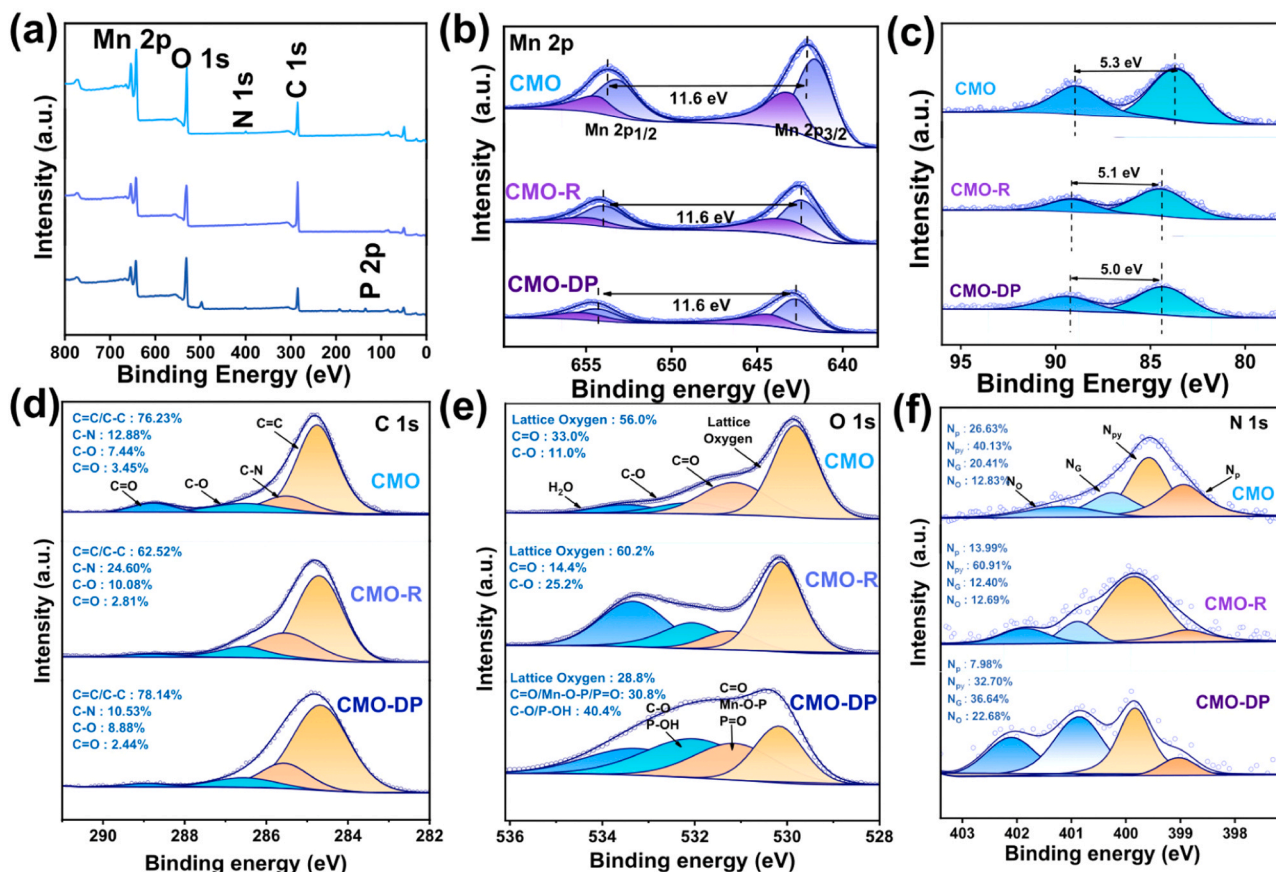 (a)
Mn 2p
O 1s
N 1s
C 1s
P 2p
Intensity (a.u.)
800 700 600 500 400 300 200 100 0
Binding Energy (eV)
(b)
Mn 2p
CMO
11.6 eV
Mn 2p1/2
Mn 2p3/2
CMO-R
11.6 eV
CMO-DP
11.6 eV
Intensity (a.u.)
655 650 645 640
Binding energy (eV)
(c)
CMO
5.3 eV
CMO-R
5.1 eV
CMO-DP
5.0 eV
Intensity (a.u.)
95 90 85 80
Binding energy (eV)
(d)
C 1s
C=C/C-C : 76.23%
C-N : 12.88%
C-O : 7.44%
C=O : 3.45%
C=C
C-N
C-O
C=O
CMO
C=C/C-C : 62.52%
C-N : 24.60%
C-O : 10.08%
C=O : 2.81%
CMO-R
C=C/C-C : 78.14%
C-N : 10.53%
C-O : 8.88%
C=O : 2.44%
CMO-DP
Intensity (a.u.)
290 288 286 284 282
Binding energy (eV)
(e)
O 1s
Lattice Oxygen : 56.0%
C=O : 33.0%
C-O : 11.0%
Lattice
Oxygen
C=O
C-O
H2O
CMO
Lattice Oxygen : 60.2%
C=O : 14.4%
C-O : 25.2%
CMO-R
Lattice Oxygen : 28.8%
C=O/Mn-O-P/P=O: 30.8%
C-O/P-OH : 40.4%
C-O
P-OH
C=O
Mn-O-P
P=O
CMO-DP
Intensity (a.u.)
536 534 532 530 528
Binding energy (eV)
(f)
N 1s
NP : 26.63%
Npy : 40.13%
NG : 20.41%
NO : 12.83%
Npy
NG
NO
Np
CMO
NP : 13.99%
Npy : 60.91%
NG : 12.40%
NO : 12.69%
CMO-R
NP : 7.98%
Npy : 32.70%
NG : 36.64%
NO : 22.68%
CMO-DP
Intensity (a.u.)
403 402 401 400 399 398
Binding energy (eV)